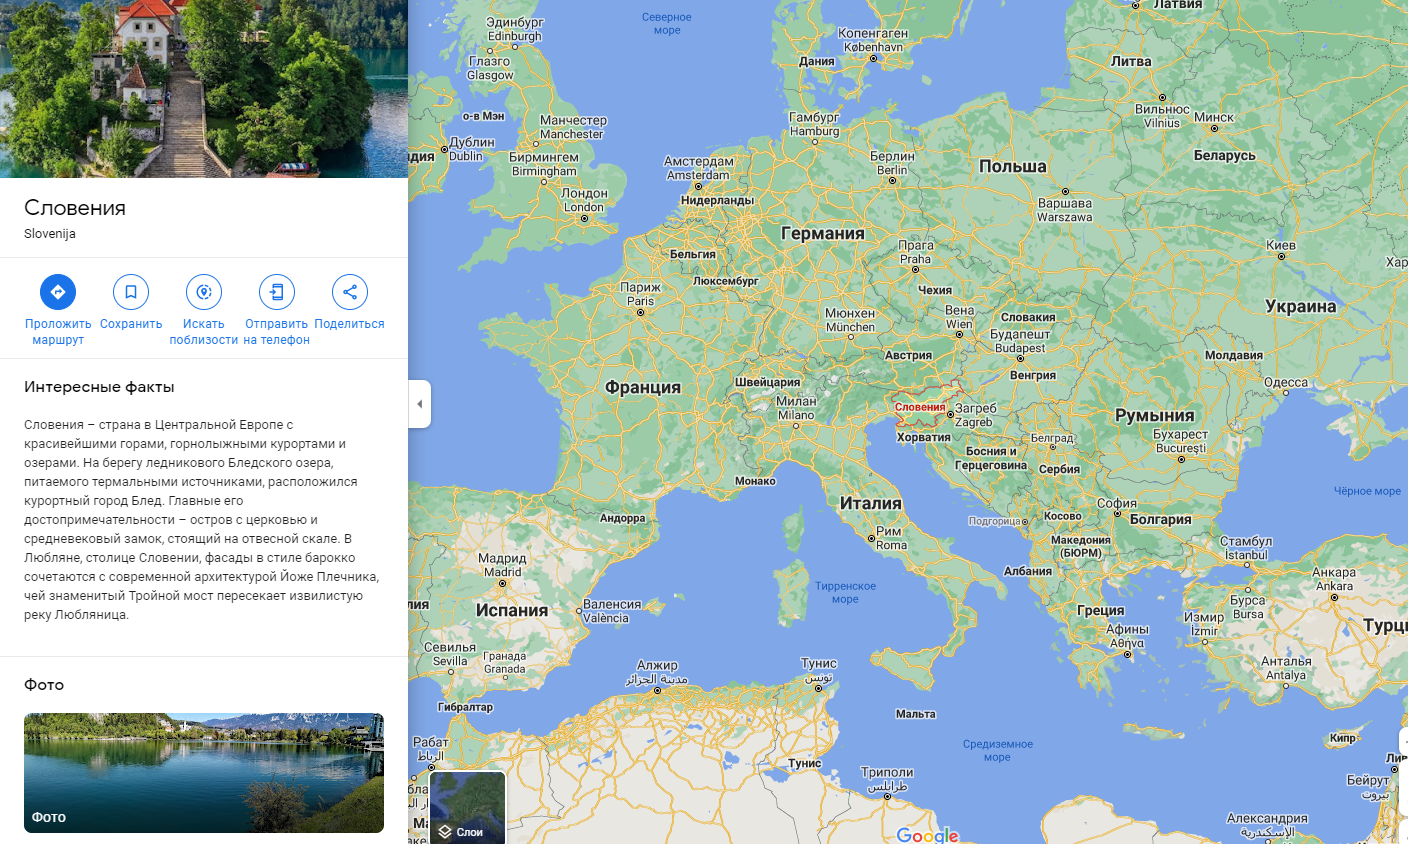 Словения
Slovenija
Проложить
маршрут
Сохранить
Искать
поблизости
Отправить
на телефон
Поделиться
Интересные факты
Словения – страна в Центральной Европе с
красивейшими горами, горнолыжными курортами и
озерами. На берегу ледникового Бледского озера,
питаемого термальными источниками, расположился
курортный город Блед. Главные его
достопримечательности – остров с церковью и
средневековый замок, стоящий на отвесной скале. В
Любляне, столице Словении, фасады в стиле барокко
сочетаются с современной архитектурой Йоже Плечника,
чей знаменитый Тройной мост пересекает извилистую
реку Любляница.
Фото
Фото
Северное
море
Латвия
Эдинбург
Edinburgh
Глазго
Glasgow
Копенгаген
København
Дания
Литва
Вильнюс
Vilnius
Минск
о-в Мэн
Манчестер
Manchester
Гамбург
Hamburg
Дублин
Dublin
Бирмингем
Birmingham
Амстердам
Amsterdam
Берлин
Berlin
Польша
Беларусь
Лондон
London
Нидерланды
Варшава
Warszawa
Германия
Бельгия
Прага
Praha
Киев
Люксембург
Париж
Paris
Чехия
Украина
Мюнхен
München
Вена
Wien
Словакия
Будапешт
Budapest
Австрия
Молдавия
Франция
Швейцария
Венгрия
Одесса
Милан
Milano
Словения
Загреб
Zagreb
Румыния
Хорватия
Белград
Бухарест
București
Босния и
Герцеговина
Сербия
Монако
Чёрное море
Италия
Андорра
Подгорица
Косово
София
Болгария
Рим
Roma
Македония
(БЮРМ)
Стамбул
İstanbul
Мадрид
Madrid
Албания
Анкара
Ankara
Тирренское
море
Испания
Валенсия
València
Греция
Бурса
Bursa
Измир
İzmir
Турц
Афины
Αθήνα
Севилья
Sevilla
Гранада
Granada
Алжир
مدينة الجزائر
Тунис
تونس
Анталья
Antalya
Гибралтар
Мальта
Рабат
الرباط
Средиземное
море
Кипр
Тунис
Триполи
طرابلس
Бейрут
بيروت
Слои
Google
Александрия
الإسكندرية